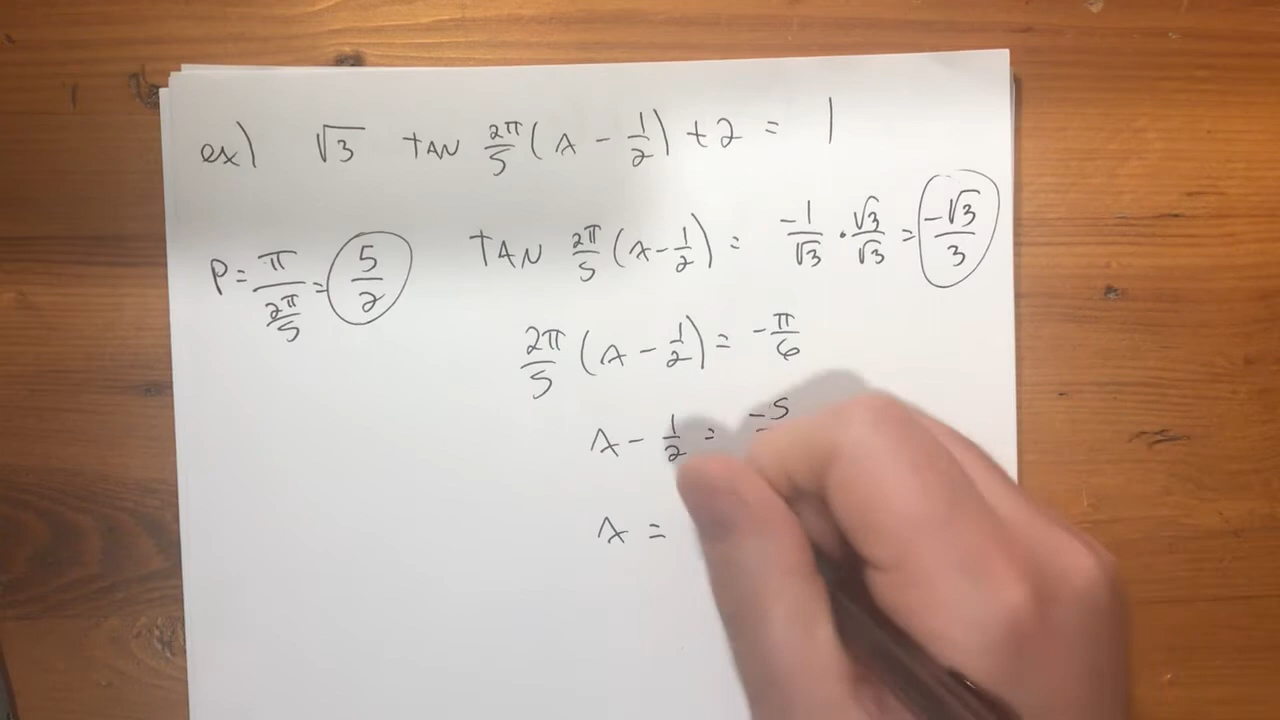 ex) √3 TAN 2π/5 (A - 1/2) + 2 = 1
TAN 2π/5 (A - 1/2) = -1/√3 · √3/√3 = -√3/3
P = π/(2π/5) = 5/2
2π/5 (A - 1/2) = -π/6
A - 1/2 = -5
A =